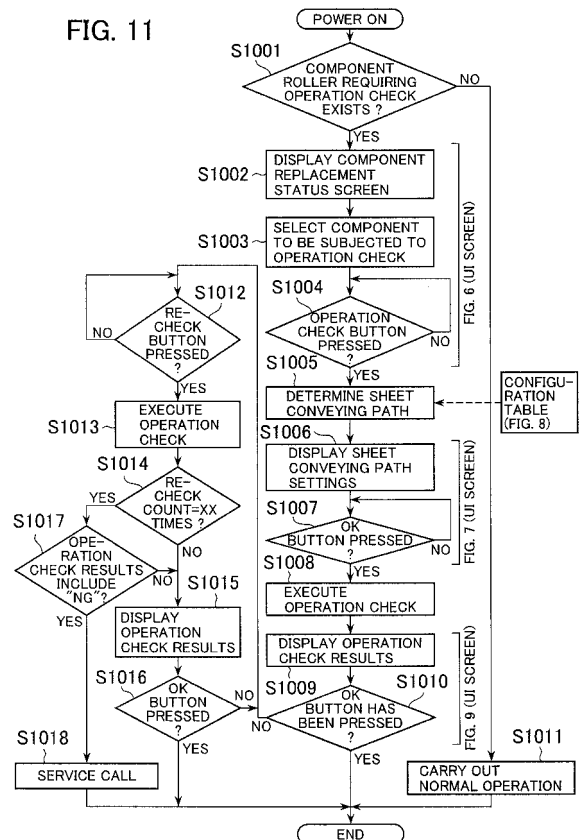 FIG. 11
POWER ON
S1001
COMPONENT
ROLLER REQUIRING
OPERATION CHECK
EXISTS ?
NO
YES
S1002
DISPLAY COMPONENT
REPLACEMENT
STATUS SCREEN
S1003
SELECT COMPONENT
TO BE SUBJECTED TO
OPERATION CHECK
S1004
OPERATION
CHECK BUTTON
PRESSED
?
NO
YES
FIG. 6 (UI SCREEN)
S1005
DETERMINE SHEET
CONVEYING PATH
CONFIGU-
RATION
TABLE
(FIG. 8)
S1006
DISPLAY SHEET
CONVEYING PATH
SETTINGS
S1007
OK
BUTTON PRESSED
?
NO
YES
FIG. 7 (UI SCREEN)
S1008
EXECUTE
OPERATION CHECK
DISPLAY OPERATION
CHECK RESULTS
S1009
S1010
OK
BUTTON HAS
BEEN PRESSED
?
NO
YES
FIG. 9 (UI SCREEN)
S1011
CARRY OUT
NORMAL OPERATION
S1012
RE-
CHECK
BUTTON
PRESSED
?
NO
YES
S1013
EXECUTE
OPERATION
CHECK
S1014
RE-
CHECK
COUNT=XX
TIMES ?
YES
NO
S1017
OPE-
RATION
CHECK RESULTS
INCLUDE
"NG"?
NO
YES
S1015
DISPLAY
OPERATION
CHECK RESULTS
S1016
OK
BUTTON
PRESSED
?
NO
YES
S1018
SERVICE CALL
END